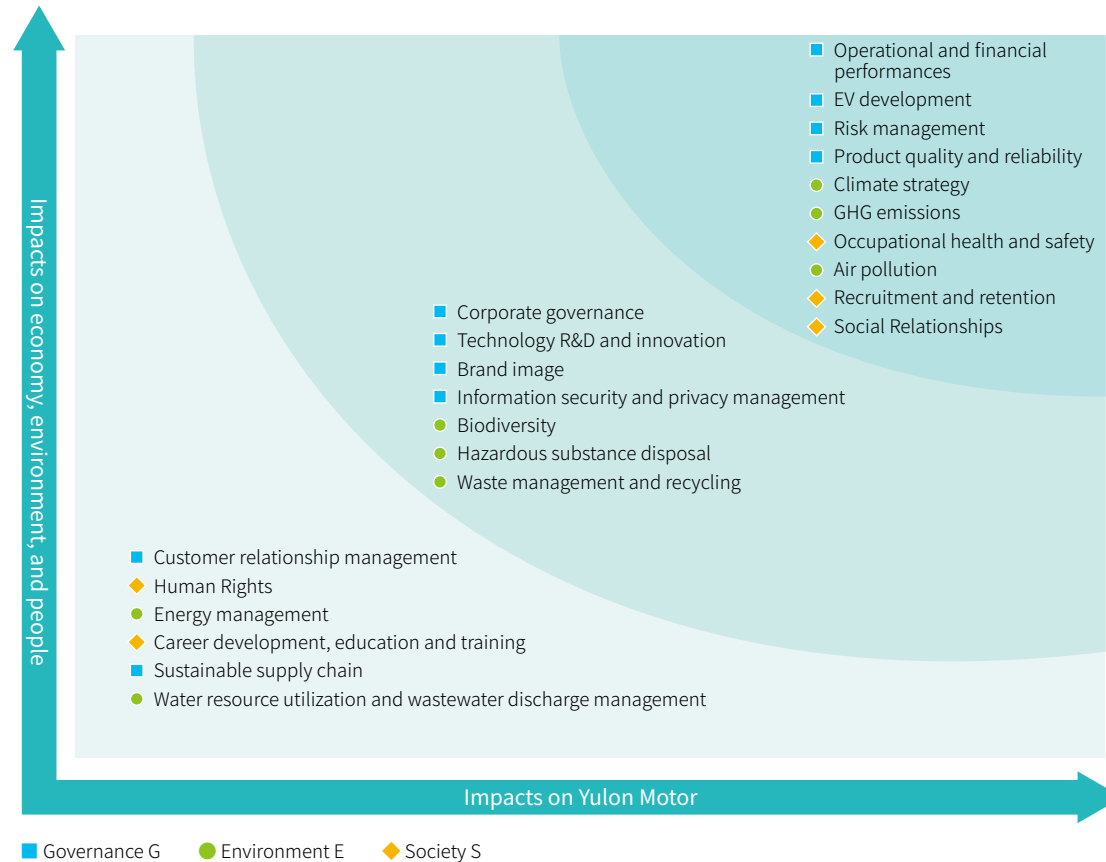 Impacts on economy, environment, and people
Operational and financial
performances
EV development
Risk management
Product quality and reliability
Climate strategy
GHG emissions
Occupational health and safety
Air pollution
Recruitment and retention
Social Relationships
Corporate governance
Technology R&D and innovation
Brand image
Information security and privacy management
Biodiversity
Hazardous substance disposal
Waste management and recycling
Customer relationship management
Human Rights
Energy management
Career development, education and training
Sustainable supply chain
Water resource utilization and wastewater discharge management
Impacts on Yulon Motor
Governance G Environment E Society S